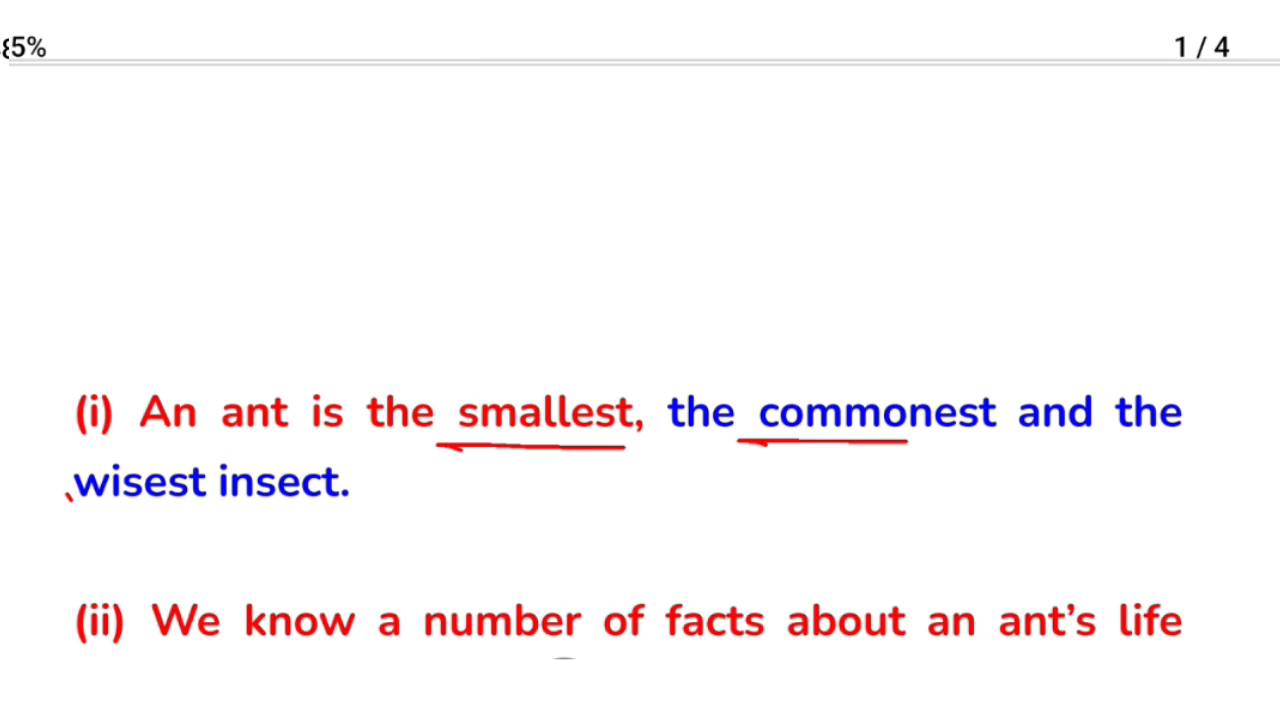 85% 1 / 4
(i) An ant is the smallest, the commonest and the
wisest insect.
(ii) We know a number of facts about an ant’s life